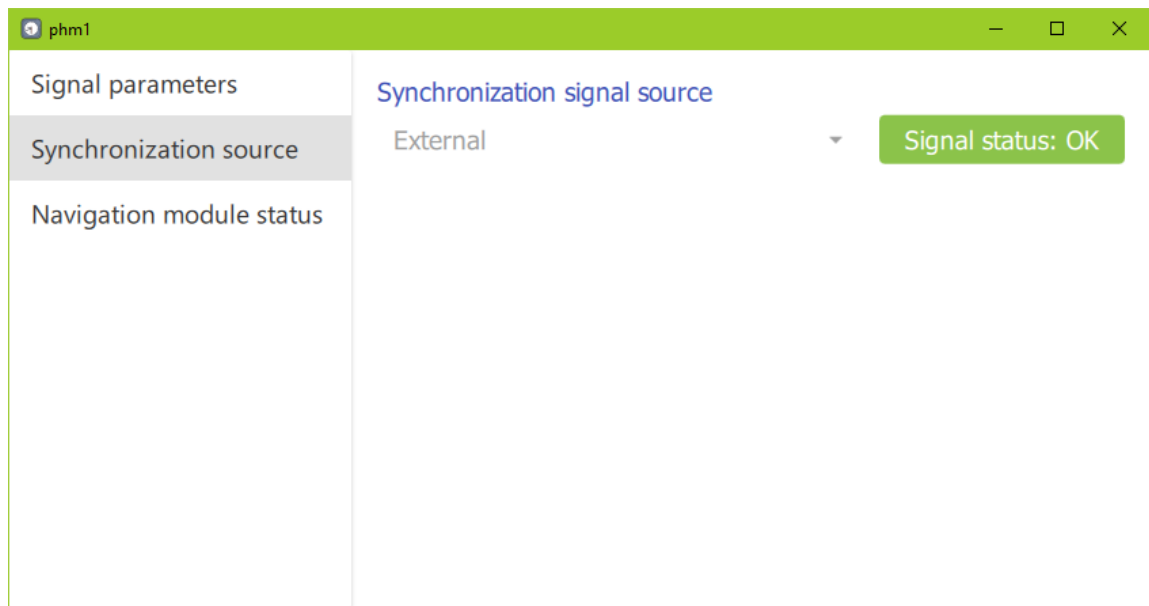 phm1
Signal parameters
Synchronization source
Navigation module status
Synchronization signal source
External
Signal status: OK